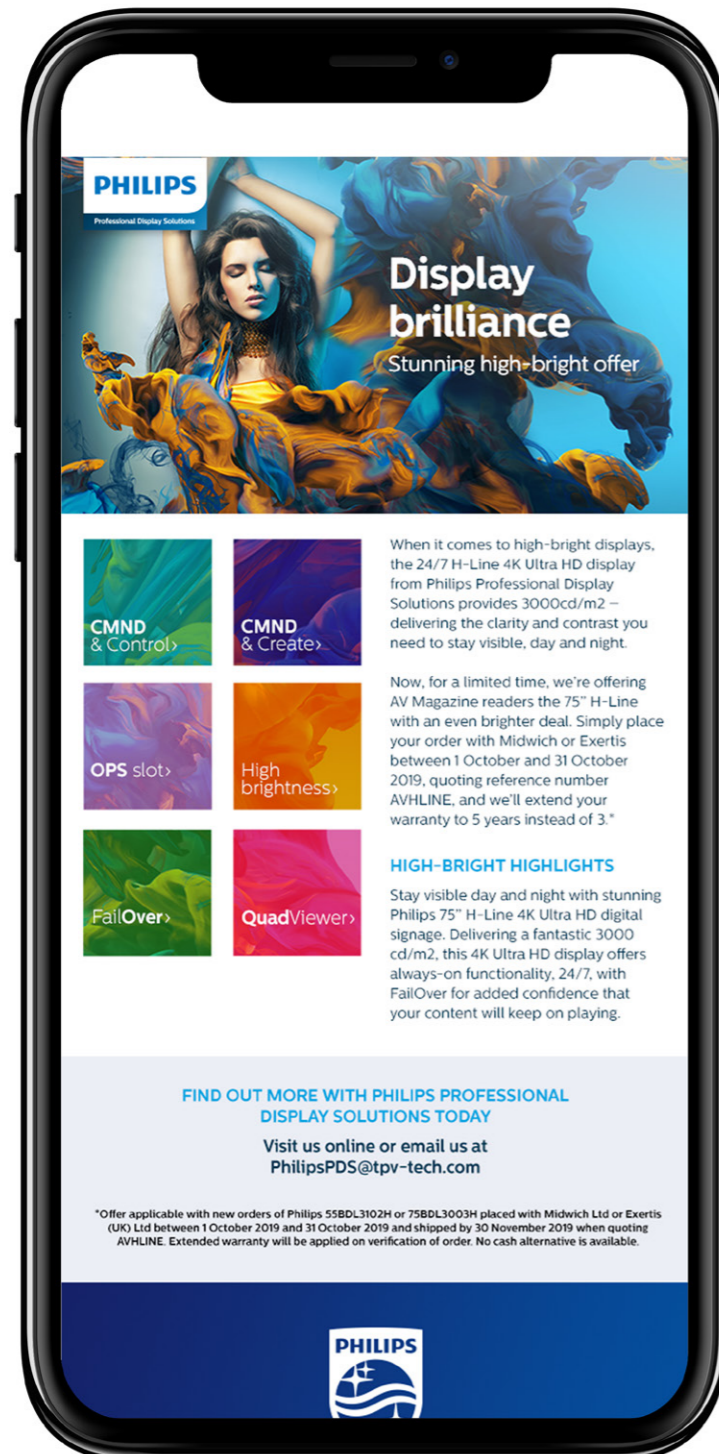 PHILIPS
Professional Display Solutions
Display
brilliance
Stunning high-bright offer
CMND
& Control›
CMND
& Create›
OPS slot›
High
brightness›
FailOver›
QuadViewer›
When it comes to high-bright displays,
the 24/7 H-Line 4K Ultra HD display
from Philips Professional Display
Solutions provides 3000cd/m2 –
delivering the clarity and contrast you
need to stay visible, day and night.
Now, for a limited time, we're offering
AV Magazine readers the 75" H-Line
with an even brighter deal. Simply place
your order with Midwich or Exertis
between 1 October and 31 October
2019, quoting reference number
AVHLINE, and we'll extend your
warranty to 5 years instead of 3.*
HIGH-BRIGHT HIGHLIGHTS
Stay visible day and night with stunning
Philips 75" H-Line 4K Ultra HD digital
signage. Delivering a fantastic 3000
cd/m2, this 4K Ultra HD display offers
always-on functionality, 24/7, with
FailOver for added confidence that
your content will keep on playing.
FIND OUT MORE WITH PHILIPS PROFESSIONAL
DISPLAY SOLUTIONS TODAY
Visit us online or email us at
PhilipsPDS@tpv-tech.com
*Offer applicable with new orders of Philips 55BDL3102H or 75BDL3003H placed with Midwich Ltd or Exertis
(UK) Ltd between 1 October 2019 and 31 October 2019 and shipped by 30 November 2019 when quoting
AVHLINE. Extended warranty will be applied on verification of order. No cash alternative is available.
PHILIPS